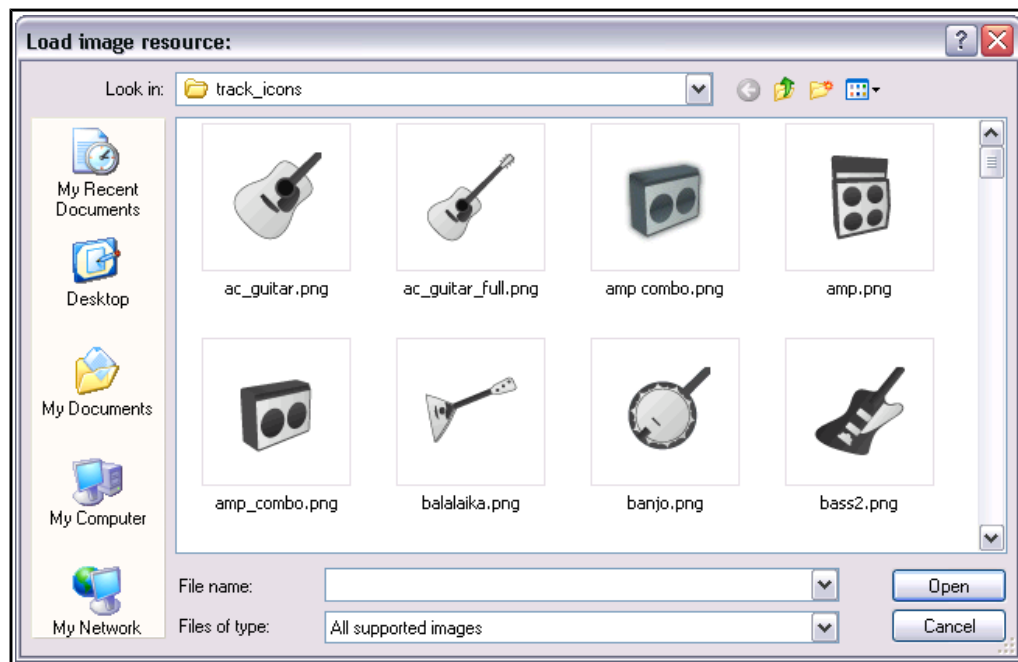 Load image resource:
Look in:
track_icons
My Recent
Documents
Desktop
My Documents
My Computer
My Network
ac_guitar.png
ac_guitar_full.png
amp combo.png
amp.png
amp_combo.png
balalaika.png
banjo.png
bass2.png
File name:
Open
Files of type:
All supported images
Cancel